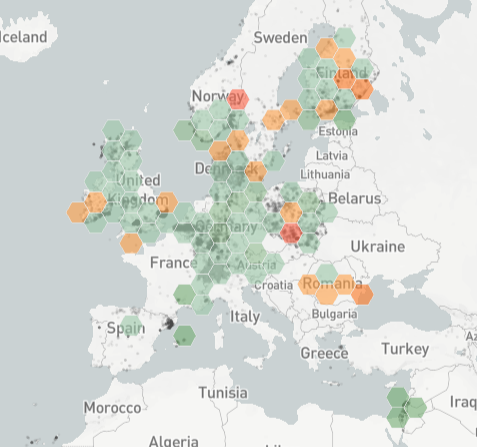 Iceland
Sweden
Finland
Norway
Estonia
Latvia
Denmark
Lithuania
United
Kingdom
Belarus
Germany
Ukraine
France
Austria
Croatia
Romania
Bulgaria
Italy
Spain
Greece
Turkey
Az
Tunisia
Iraq
Morocco
Algeria